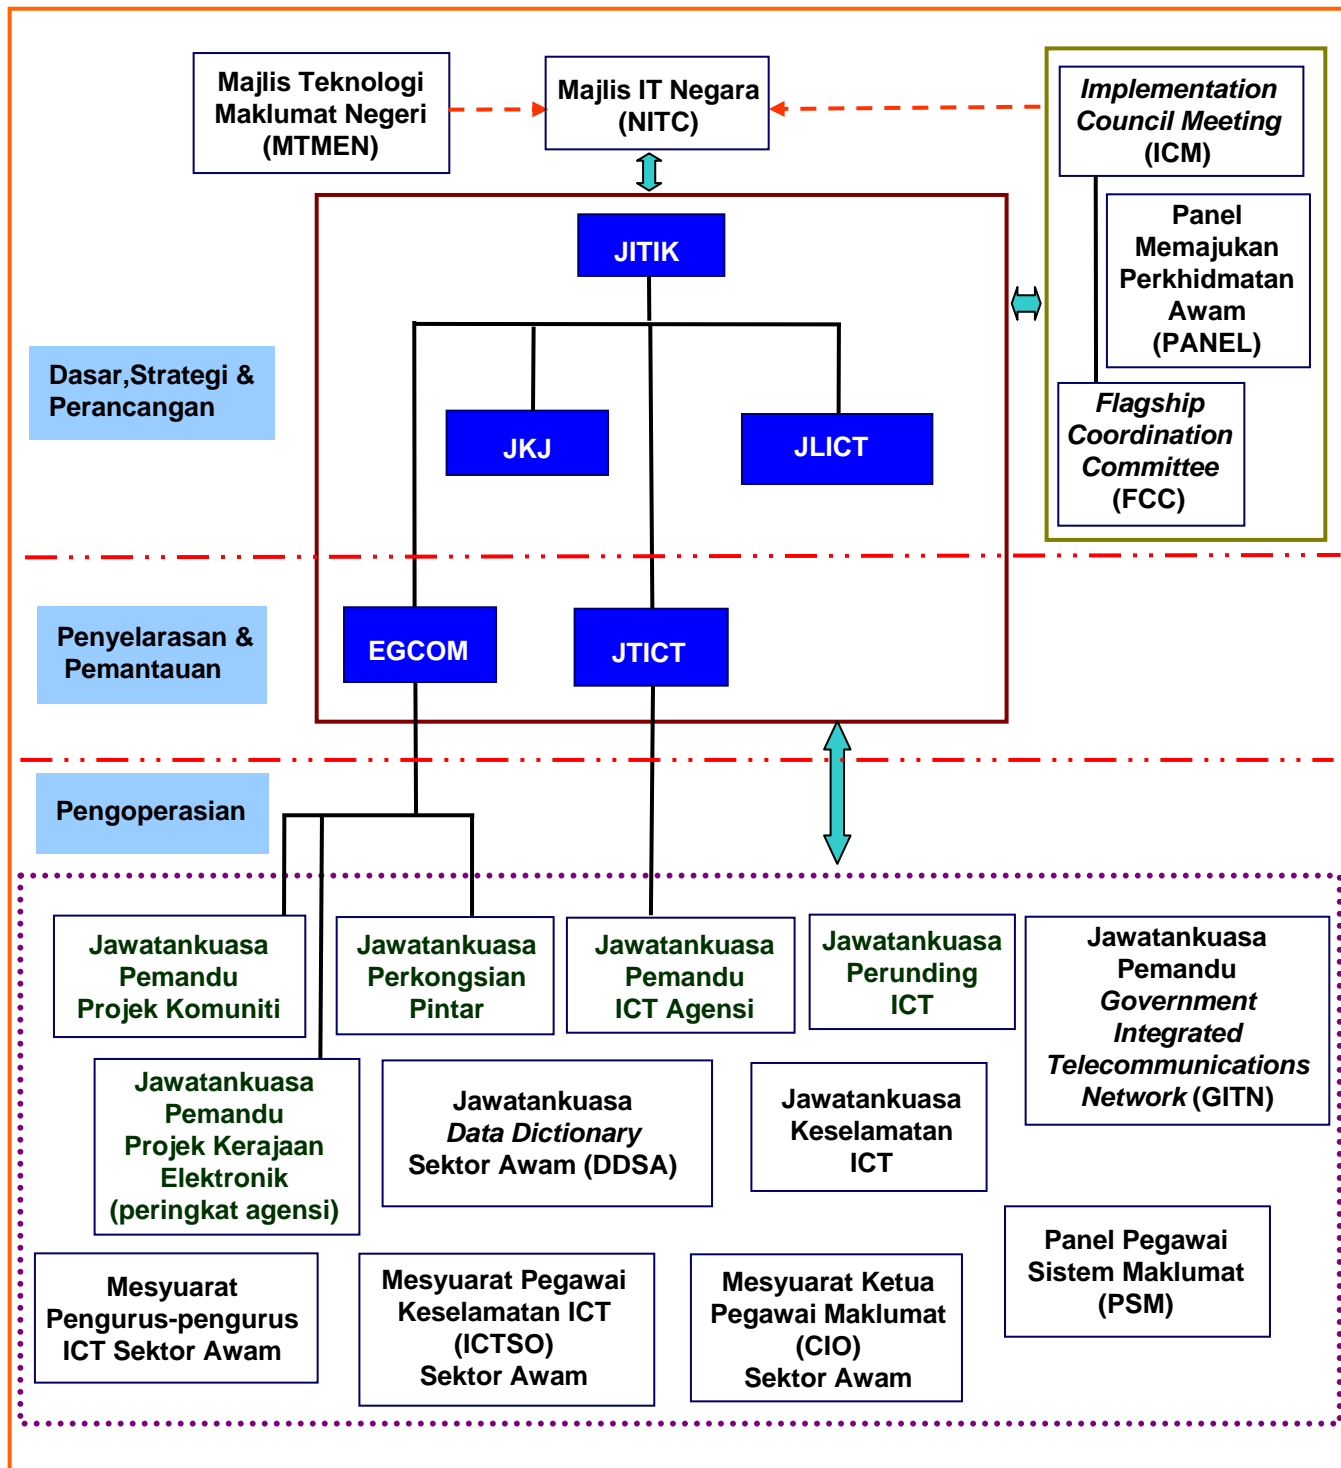 Majlis Teknologi
Maklumat Negeri
(MTMEN)
Majlis IT Negara
(NITC)
Implementation
Council Meeting
(ICM)
Panel
Memajukan
Perkhidmatan
Awam
(PANEL)
Flagship
Coordination
Committee
(FCC)
JITIK
Dasar,Strategi &
Perancangan
JKJ
JLICT
Penyelarasan &
Pemantauan
EGCOM
JTICT
Pengoperasian
Jawatankuasa
Pemandu
Projek Komuniti
Jawatankuasa
Perkongsian
Pintar
Jawatankuasa
Pemandu
ICT Agensi
Jawatankuasa
Perunding
ICT
Jawatankuasa
Pemandu
Government
Integrated
Telecommunications
Network (GITN)
Jawatankuasa
Pemandu
Projek Kerajaan
Elektronik
(peringkat agensi)
Jawatankuasa
Data Dictionary
Sektor Awam (DDSA)
Jawatankuasa
Keselamatan
ICT
Panel Pegawai
Sistem Maklumat
(PSM)
Mesyuarat
Pengurus-pengurus
ICT Sektor Awam
Mesyuarat Pegawai
Keselamatan ICT
(ICTSO)
Sektor Awam
Mesyuarat Ketua
Pegawai Maklumat
(CIO)
Sektor Awam